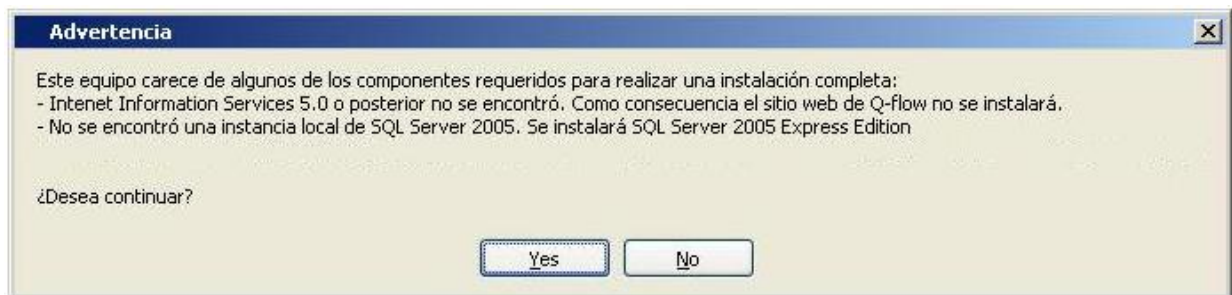 Advertencia
Este equipo carece de algunos de los componentes requeridos para realizar una instalación completa:
- Intenet Information Services 5.0 o posterior no se encontró. Como consecuencia el sitio web de Q-flow no se instalará.
- No se encontró una instancia local de SQL Server 2005. Se instalará SQL Server 2005 Express Edition
¿Desea continuar?
Yes No